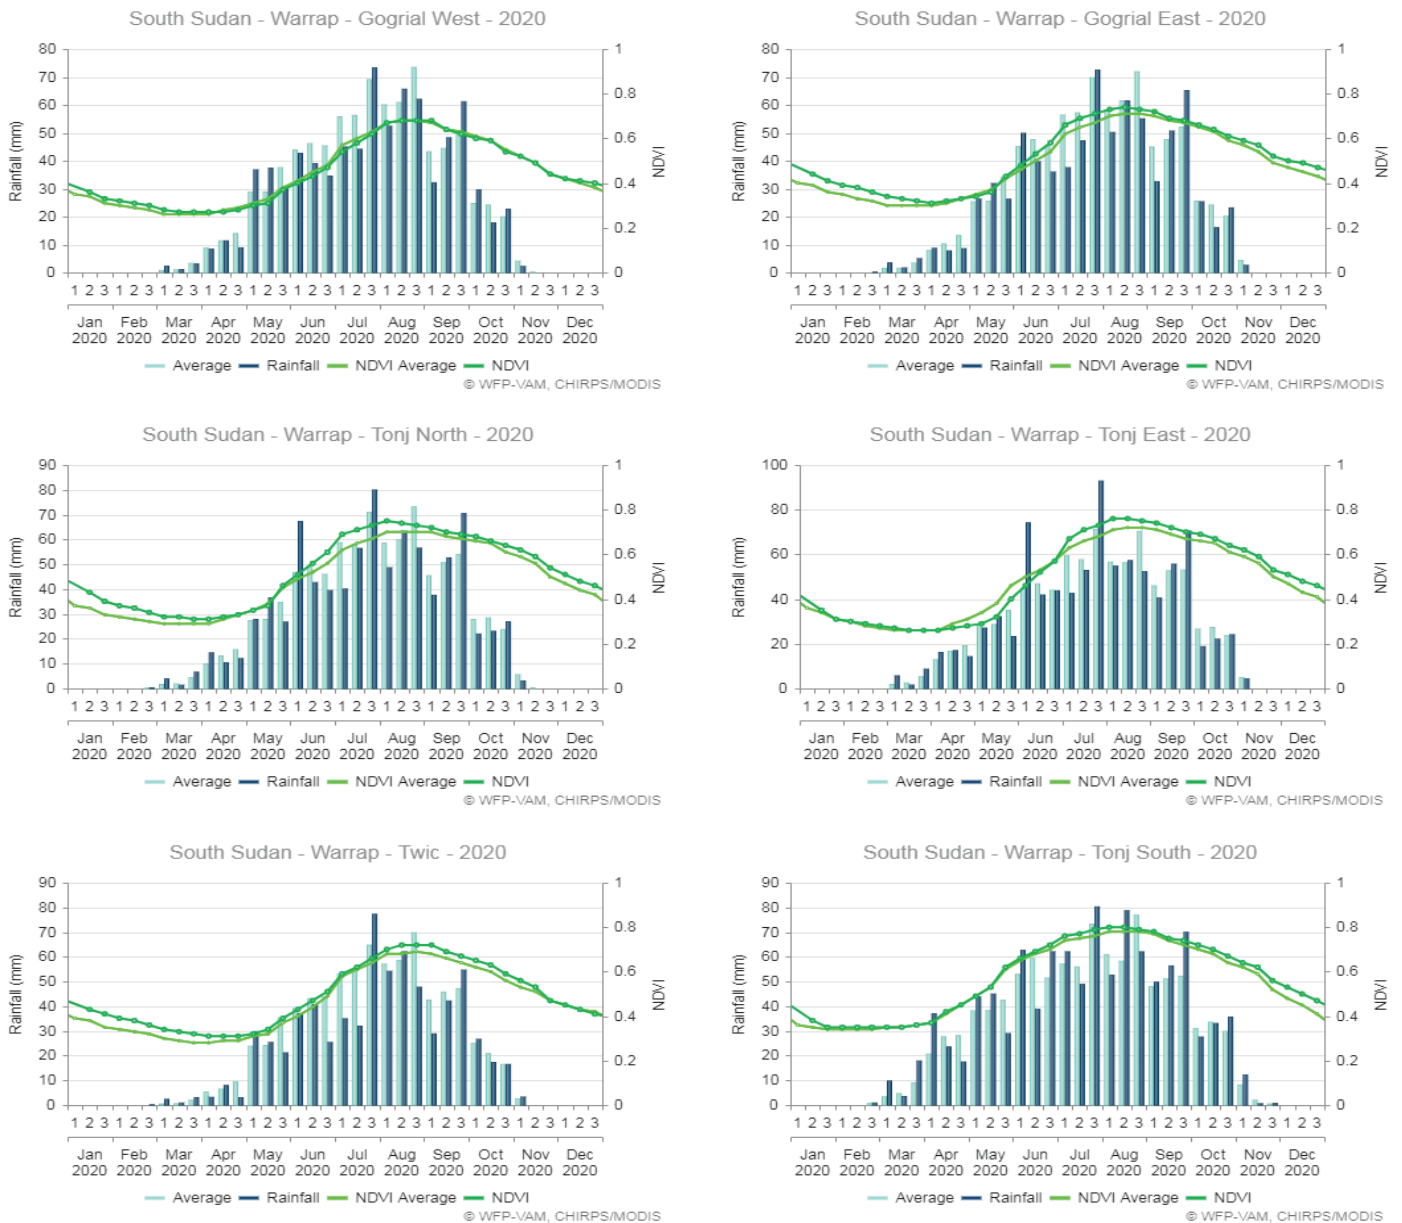 South Sudan - Warrap - Gogrial West - 2020
80
70
60
50
40
30
20
10
0
Rainfall (mm)
1
0.8
0.6
0.4
0.2
0
NDVI
1 2 3 1 2 3 1 2 3 1 2 3 1 2 3 1 2 3 1 2 3 1 2 3 1 2 3 1 2 3 1 2 3 1 2 3
Jan Feb Mar Apr May Jun Jul Aug Sep Oct Nov Dec
2020 2020 2020 2020 2020 2020 2020 2020 2020 2020 2020 2020
Average Rainfall NDVI Average NDVI
© WFP-VAM, CHIRPS/MODIS
South Sudan - Warrap - Gogrial East - 2020
80
70
60
50
40
30
20
10
0
Rainfall (mm)
1
0.8
0.6
0.4
0.2
0
NDVI
1 2 3 1 2 3 1 2 3 1 2 3 1 2 3 1 2 3 1 2 3 1 2 3 1 2 3 1 2 3 1 2 3 1 2 3
Jan Feb Mar Apr May Jun Jul Aug Sep Oct Nov Dec
2020 2020 2020 2020 2020 2020 2020 2020 2020 2020 2020 2020
Average Rainfall NDVI Average NDVI
© WFP-VAM, CHIRPS/MODIS
South Sudan - Warrap - Tonj North - 2020
90
80
70
60
50
40
30
20
10
0
Rainfall (mm)
1
0.8
0.6
0.4
0.2
0
NDVI
1 2 3 1 2 3 1 2 3 1 2 3 1 2 3 1 2 3 1 2 3 1 2 3 1 2 3 1 2 3 1 2 3 1 2 3
Jan Feb Mar Apr May Jun Jul Aug Sep Oct Nov Dec
2020 2020 2020 2020 2020 2020 2020 2020 2020 2020 2020 2020
Average Rainfall NDVI Average NDVI
© WFP-VAM, CHIRPS/MODIS
South Sudan - Warrap - Tonj East - 2020
100
80
60
40
20
0
Rainfall (mm)
1
0.8
0.6
0.4
0.2
0
NDVI
1 2 3 1 2 3 1 2 3 1 2 3 1 2 3 1 2 3 1 2 3 1 2 3 1 2 3 1 2 3 1 2 3 1 2 3
Jan Feb Mar Apr May Jun Jul Aug Sep Oct Nov Dec
2020 2020 2020 2020 2020 2020 2020 2020 2020 2020 2020 2020
Average Rainfall NDVI Average NDVI
© WFP-VAM, CHIRPS/MODIS
South Sudan - Warrap - Twic - 2020
90
80
70
60
50
40
30
20
10
0
Rainfall (mm)
1
0.8
0.6
0.4
0.2
0
NDVI
1 2 3 1 2 3 1 2 3 1 2 3 1 2 3 1 2 3 1 2 3 1 2 3 1 2 3 1 2 3 1 2 3 1 2 3
Jan Feb Mar Apr May Jun Jul Aug Sep Oct Nov Dec
2020 2020 2020 2020 2020 2020 2020 2020 2020 2020 2020 2020
Average Rainfall NDVI Average NDVI
© WFP-VAM, CHIRPS/MODIS
South Sudan - Warrap - Tonj South - 2020
90
80
70
60
50
40
30
20
10
0
Rainfall (mm)
1
0.8
0.6
0.4
0.2
0
NDVI
1 2 3 1 2 3 1 2 3 1 2 3 1 2 3 1 2 3 1 2 3 1 2 3 1 2 3 1 2 3 1 2 3 1 2 3
Jan Feb Mar Apr May Jun Jul Aug Sep Oct Nov Dec
2020 2020 2020 2020 2020 2020 2020 2020 2020 2020 2020 2020
Average Rainfall NDVI Average NDVI
© WFP-VAM, CHIRPS/MODIS